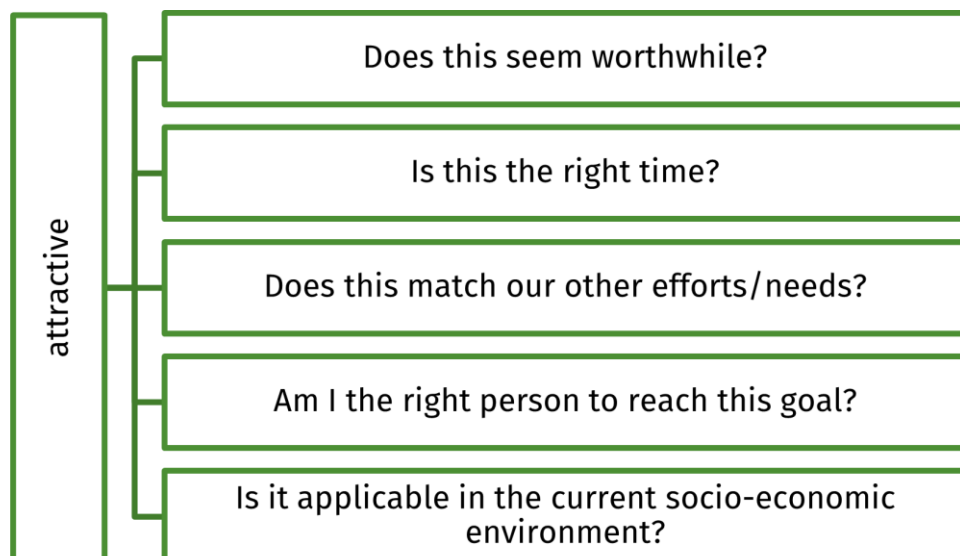 attractive
Does this seem worthwhile?
Is this the right time?
Does this match our other efforts/needs?
Am I the right person to reach this goal?
Is it applicable in the current socio-economic
environment?